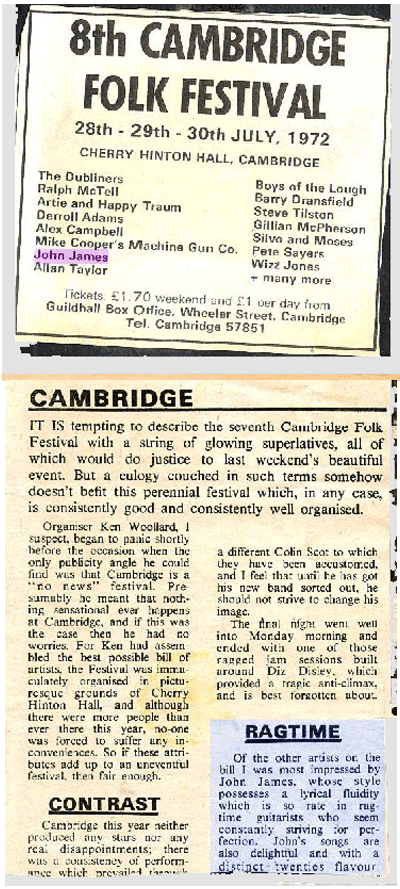 8th CAMBRIDGE
FOLK FESTIVAL
28th - 29th - 30th JULY, 1972
CHERRY HINTON HALL, CAMBRIDGE
The Dubliners
Ralph McTell
Artie and Happy Traum
Derroll Adams
Alex Campbell
Mike Cooper's Machine Gun Co.
John James
Allan Taylor
Boys of the Lough
Barry Dransfield
Steve Tilston
Gillian McPherson
Silvo and Moses
Pete Sayers
Wizz Jones
+ many more
Tickets: £1.70 weekend and £1 per day from
Guildhall Box Office, Wheeler Street, Cambridge
Tel. Cambridge 57851
CAMBRIDGE
IT IS tempting to describe the seventh Cambridge Folk
Festival with a string of glowing superlatives, all of
which would do justice to last weekend's beautiful
event. But a eulogy couched in such terms somehow
doesn't befit this perennial festival which, in any case,
is consistently good and consistently well organised.
Organiser Ken Woollard, I
suspect, began to panic shortly
before the occasion when the
only publicity angle he could
find was that Cambridge is a
"no news" festival. Pre-
sumably he meant that noth-
ing sensational ever happens
at Cambridge, and if this was
the case then he had no
worries. For Ken had assem-
bled the best possible bill of
artists, the Festival was imma-
culately organised in pictu-
resque grounds of Cherry
Hinton Hall, and although
there were more people than
ever there this year, no-one
was forced to suffer any in-
conveniences. So if these attri-
butes add up to an uneventful
festival, then fair enough.
CONTRAST
Cambridge this year neither
produced any stars nor any
real disappointments; there
was a consistency of perform-
ance which prevailed through
a different Colin Scot to which
they have been accustomed,
and I feel that until he has got
his new band sorted out, he
should not strive to change his
image.
The final night went well
into Monday morning and
ended with one of those
ragged jam sessions built
around Diz Disley, which
provided a tragic anti-climax,
and is best forgotten about.
RAGTIME
Of the other artists on the
bill I was most impressed by
John James, whose style
possesses a lyrical fluidity
which is so rate in rag-
time guitarists who seem
constantly striving for per-
fection. John's songs are
also delightful and with a
distinct twenties flavour